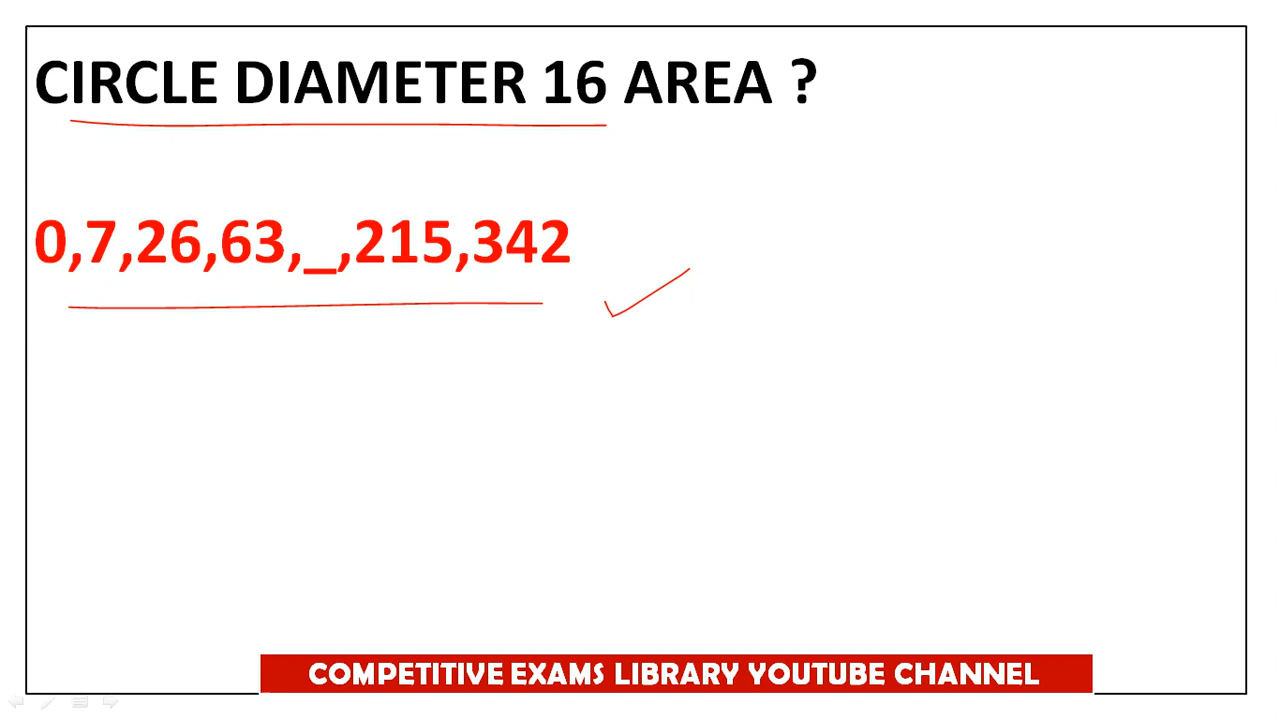 CIRCLE DIAMETER 16 AREA ?
0,7,26,63,_,215,342
COMPETITIVE EXAMS LIBRARY YOUTUBE CHANNEL